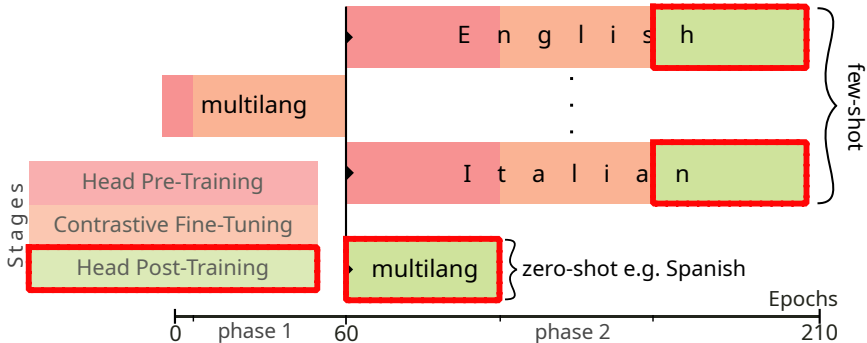 E n g l i s h
multilang
few-shot
I t a l i a n
Stages
Head Pre-Training
Contrastive Fine-Tuning
Head Post-Training
multilang
zero-shot e.g. Spanish
Epochs
0 phase 1 60 phase 2 210